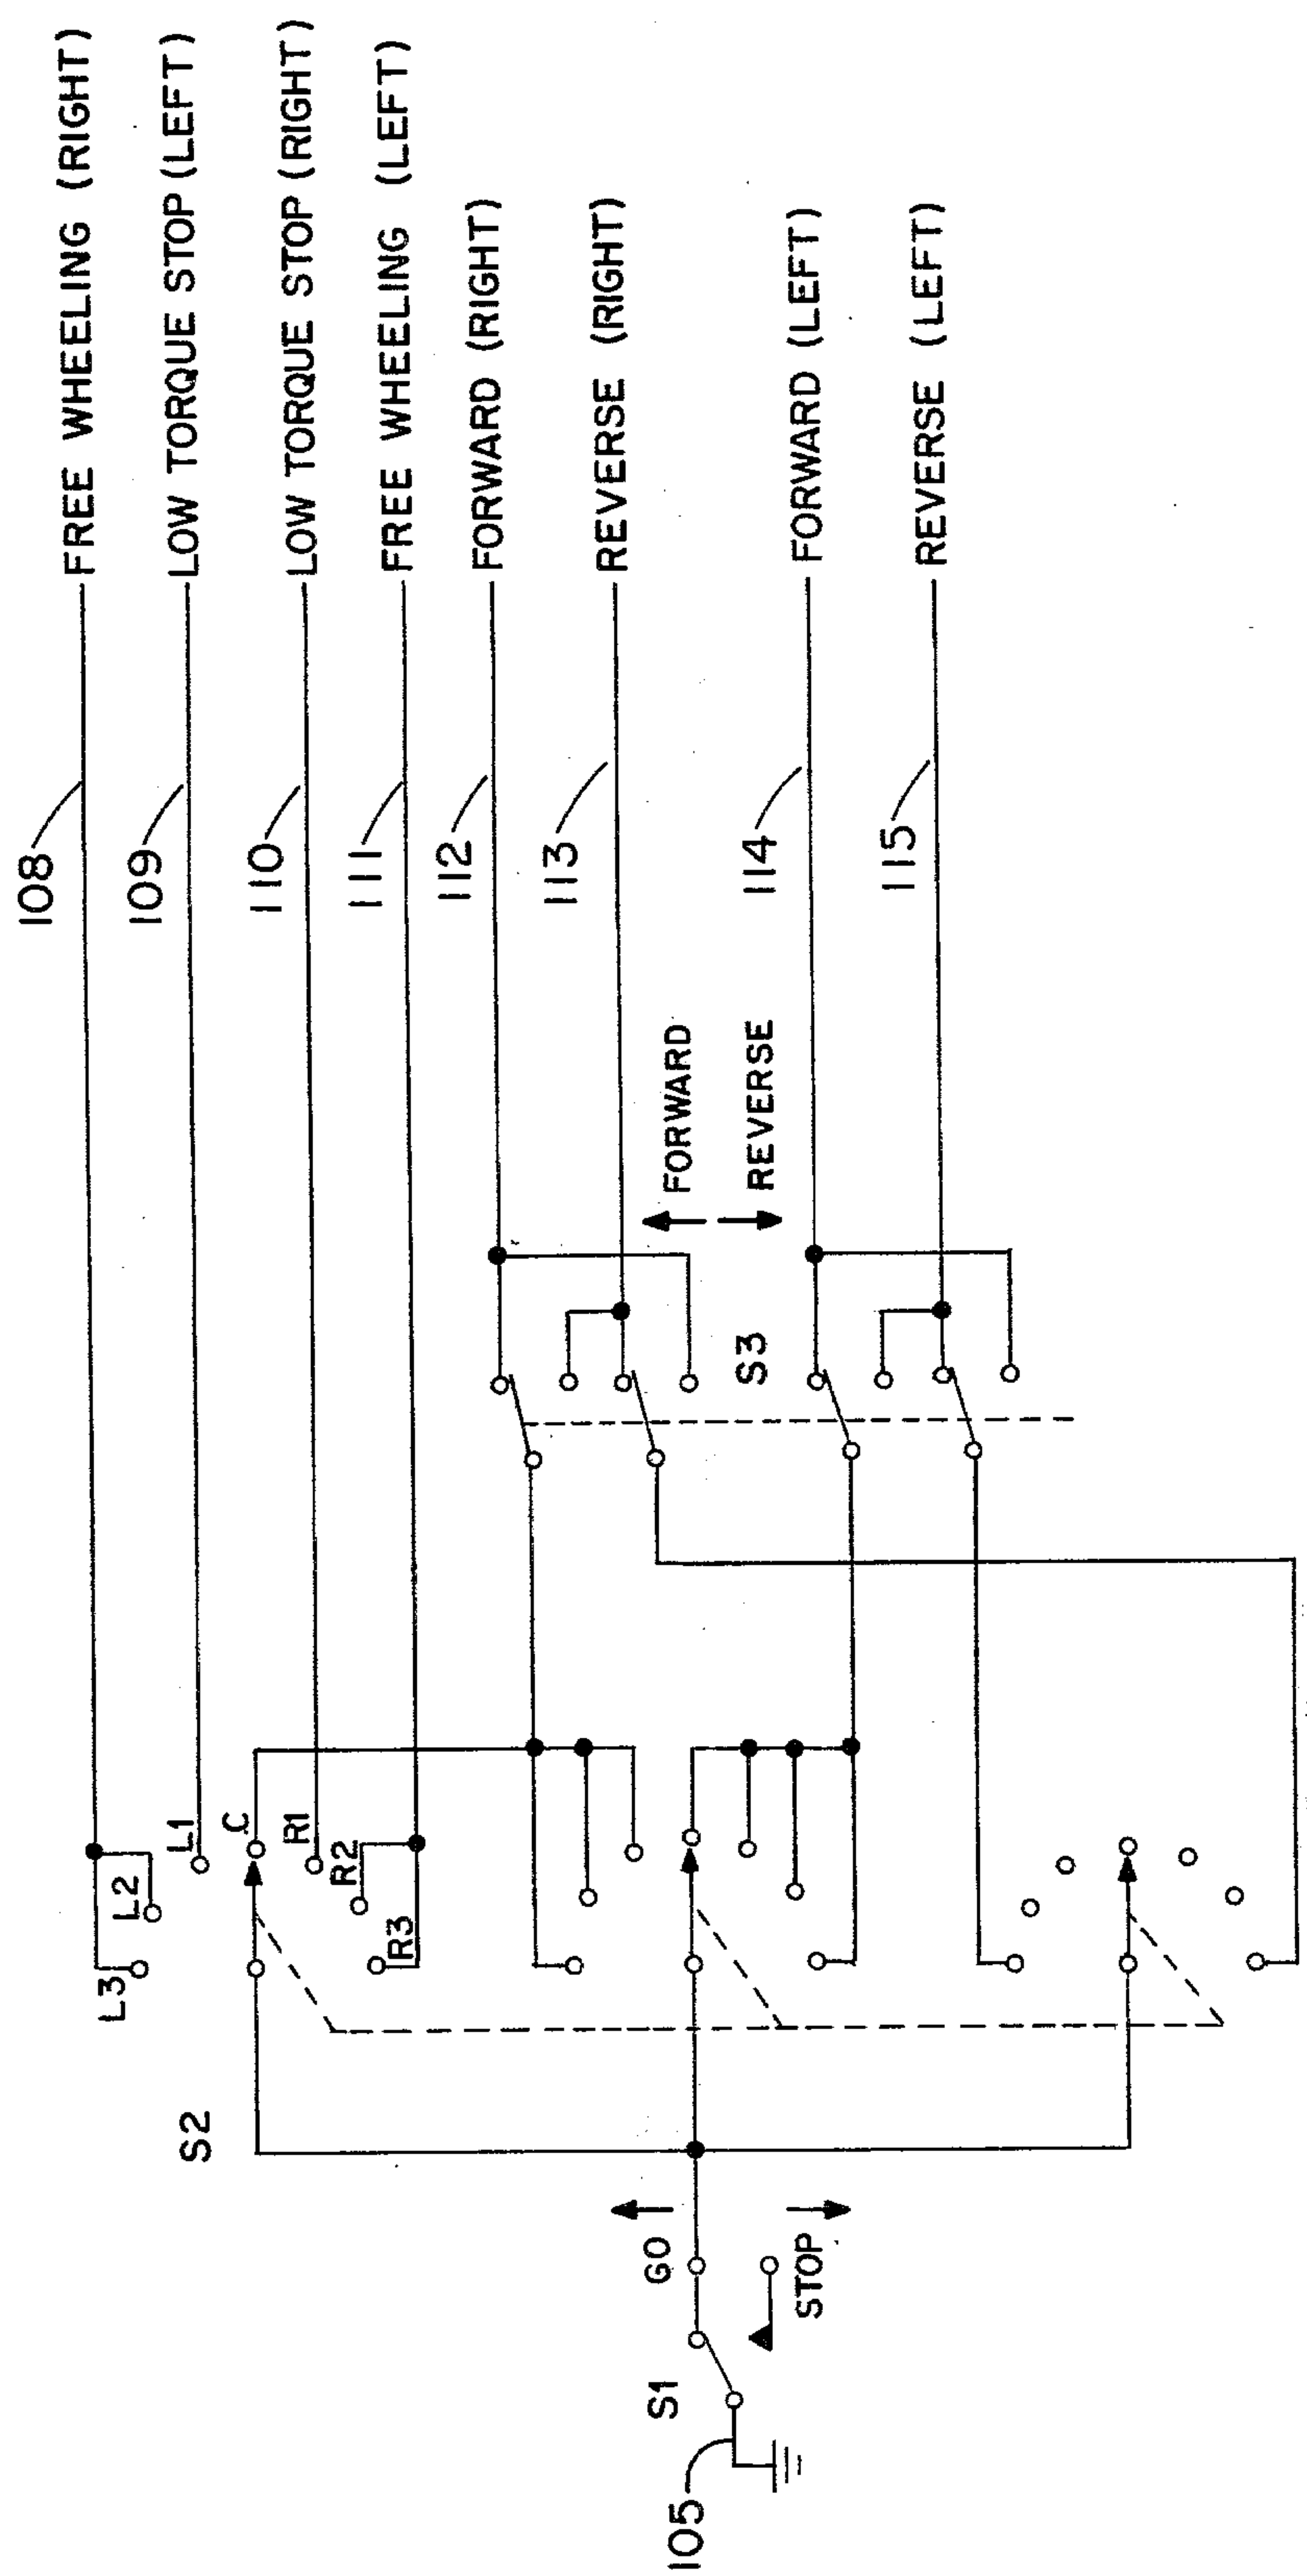 108
FREE WHEELING (RIGHT)
109
LOW TORQUE STOP (LEFT)
110
LOW TORQUE STOP (RIGHT)
111
FREE WHEELING (LEFT)
112
FORWARD (RIGHT)
113
REVERSE (RIGHT)
114
FORWARD (LEFT)
115
REVERSE (LEFT)
FORWARD
REVERSE
S3
L3
L2
L1
C
R1
R2
R3
S2
GO
STOP
S1
105